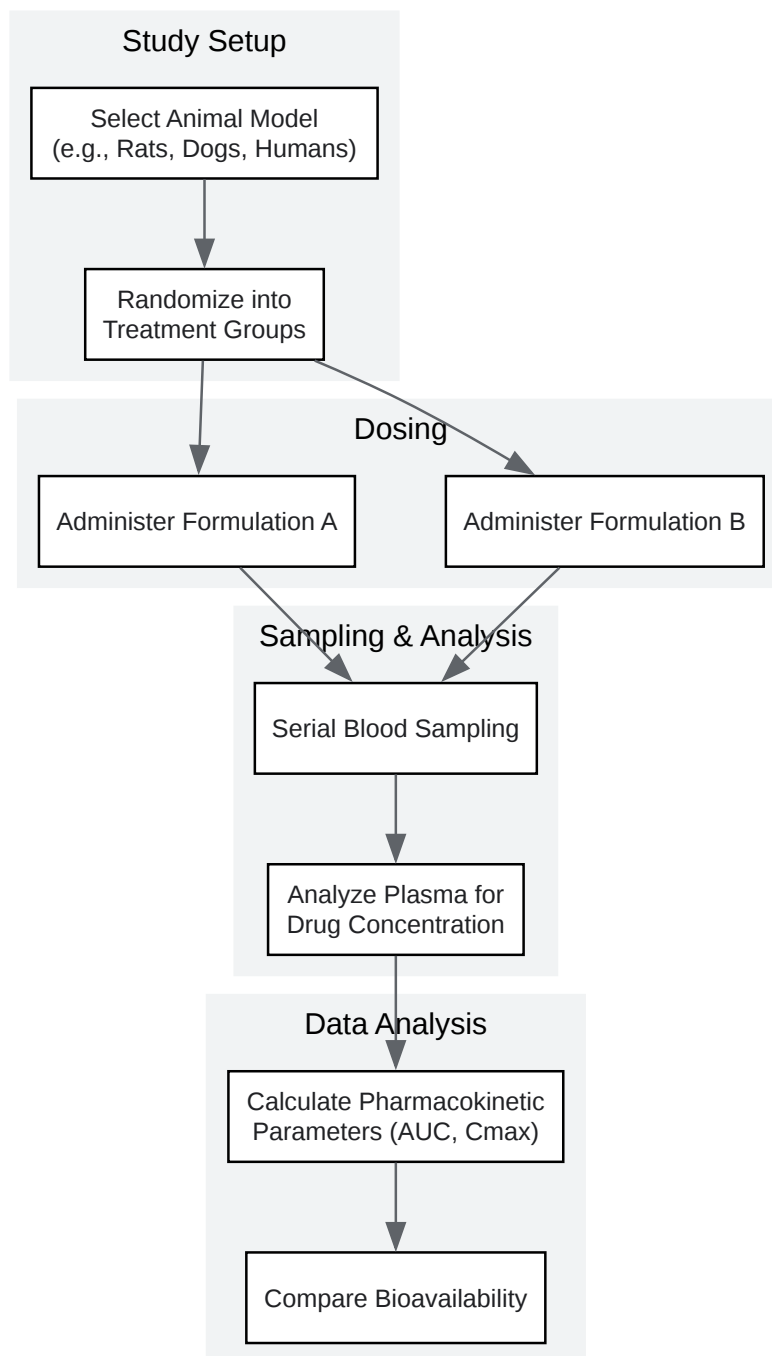 Study Setup
Select Animal Model
(e.g., Rats, Dogs, Humans)
Randomize into
Treatment Groups
Dosing
Administer Formulation A
Administer Formulation B
Sampling & Analysis
Serial Blood Sampling
Analyze Plasma for
Drug Concentration
Data Analysis
Calculate Pharmacokinetic
Parameters (AUC, Cmax)
Compare Bioavailability